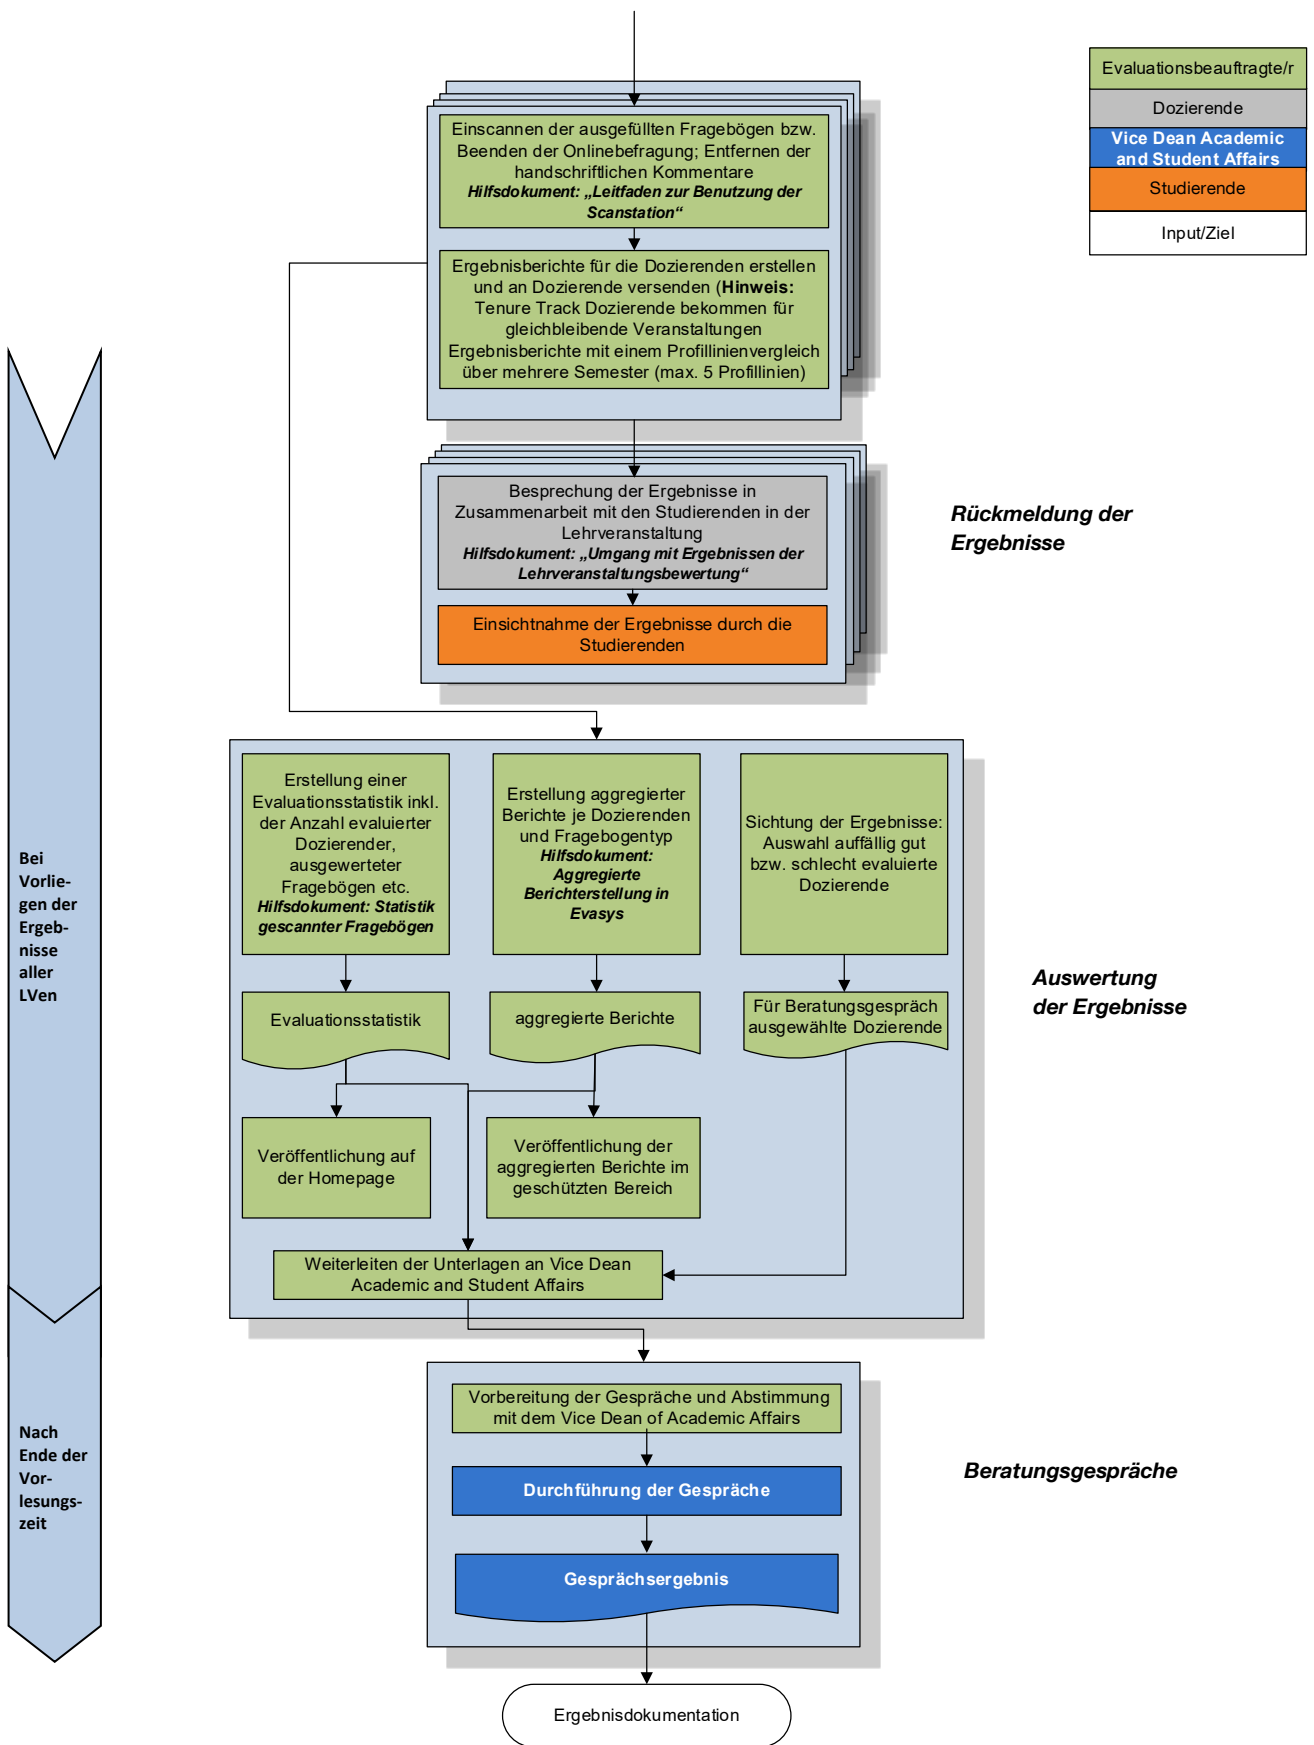 Evaluationsbeauftragte/r
Dozierende
Vice Dean Academic
and Student Affairs
Studierende
Input/Ziel
Einscannen der ausgefüllten Fragebögen bzw.
Beenden der Onlinebefragung; Entfernen der
handschriftlichen Kommentare
Hilfsdokument: „Leitfaden zur Benutzung der
Scanstation“
Ergebnisberichte für die Dozierenden erstellen
und an Dozierende versenden (Hinweis:
Tenure Track Dozierende bekommen für
gleichbleibende Veranstaltungen
Ergebnisberichte mit einem Profillinienvergleich
über mehrere Semester (max. 5 Profillinien)
Besprechung der Ergebnisse in
Zusammenarbeit mit den Studierenden in der
Lehrveranstaltung
Hilfsdokument: „Umgang mit Ergebnissen der
Lehrveranstaltungsbewertung“
Einsichtnahme der Ergebnisse durch die
Studierenden
Rückmeldung der
Ergebnisse
Bei
Vorlie-
gen der
Ergeb-
nisse
aller
LVen
Erstellung einer
Evaluationsstatistik inkl.
der Anzahl evaluierter
Dozierender,
ausgewerteter
Fragebögen etc.
Hilfsdokument: Statistik
gescannter Fragebögen
Erstellung aggregierter
Berichte je Dozierenden
und Fragebogentyp
Hilfsdokument:
Aggregierte
Berichterstellung in
Evasys
Sichtung der Ergebnisse:
Auswahl auffällig gut
bzw. schlecht evaluierte
Dozierende
Evaluationsstatistik
aggregierte Berichte
Für Beratungsgespräch
ausgewählte Dozierende
Auswertung
der Ergebnisse
Veröffentlichung auf
der Homepage
Veröffentlichung der
aggregierten Berichte im
geschützten Bereich
Weiterleiten der Unterlagen an Vice Dean
Academic and Student Affairs
Nach
Ende der
Vor-
lesungs-
zeit
Vorbereitung der Gespräche und Abstimmung
mit dem Vice Dean of Academic Affairs
Durchführung der Gespräche
Gesprächsergebnis
Beratungsgespräche
Ergebnisdokumentation